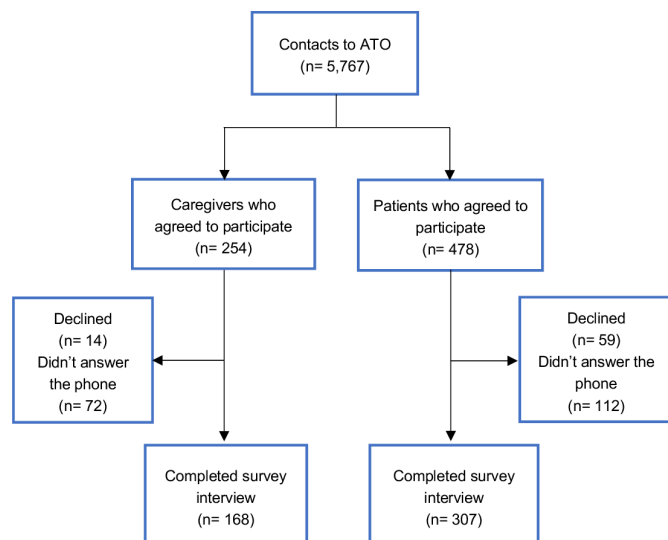 Contacts to ATO
(n= 5,767)
Caregivers who
agreed to participate
(n= 254)
Patients who agreed to
participate
(n= 478)
Declined
(n= 14)
Didn’t answer
the phone
(n= 72)
Declined
(n= 59)
Didn’t answer the
phone
(n= 112)
Completed survey
interview
(n= 168)
Completed survey
interview
(n= 307)